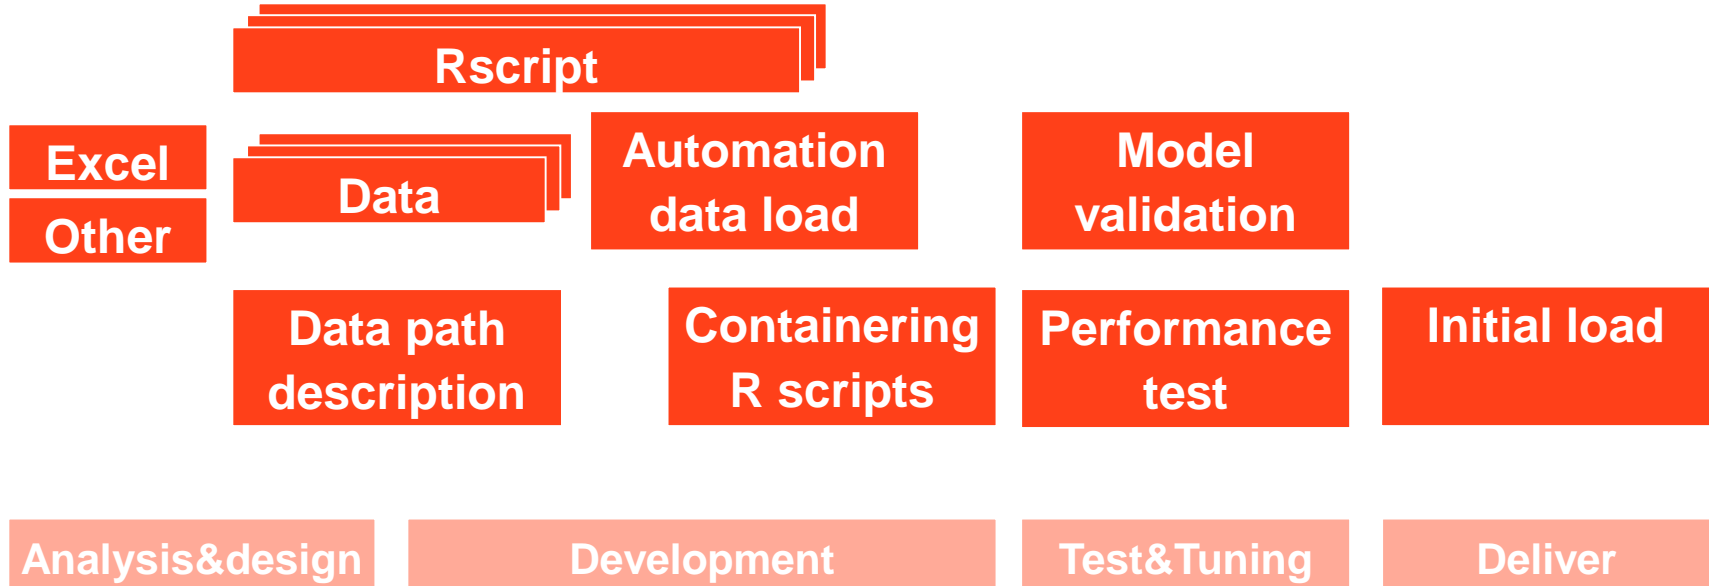 Rscript
Excel
Other
Data
Automation
data load
Model
validation
Data path
description
Containering
R scripts
Performance
test
Initial load
Analysis&design
Development
Test&Tuning
Deliver